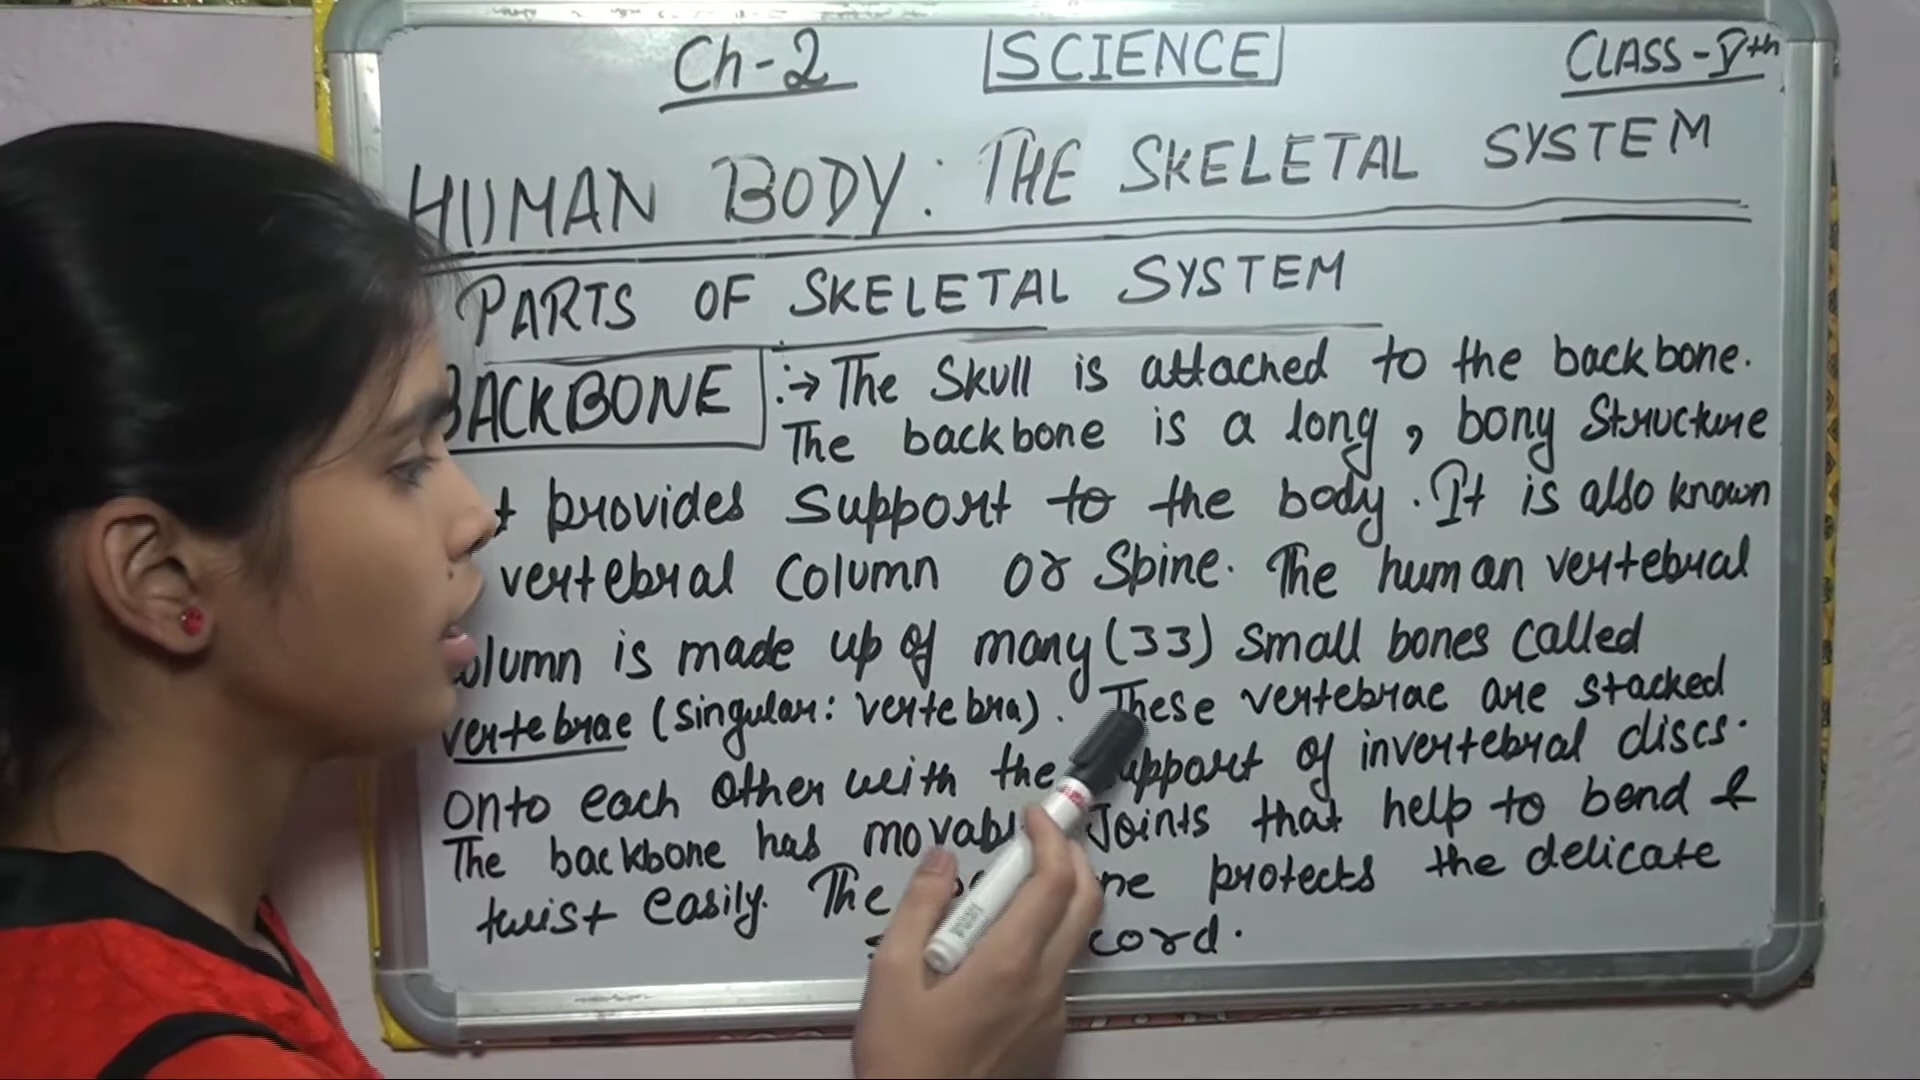 Ch-2 SCIENCE CLASS-Vth
HUMAN BODY: THE SKELETAL SYSTEM
PARTS OF SKELETAL SYSTEM
BACKBONE :→ The Skull is attached to the backbone.
The backbone is a long, bony structure
provides support to the body. It is also known
vertebral column or Spine. The human vertebral
column is made up of many (33) small bones called
vertebrae (singular: vertebra). These vertebrae are stacked
onto each other with the support of invertebral discs.
The backbone has movable Joints that help to bend &
twist easily. The protects the delicate
cord.